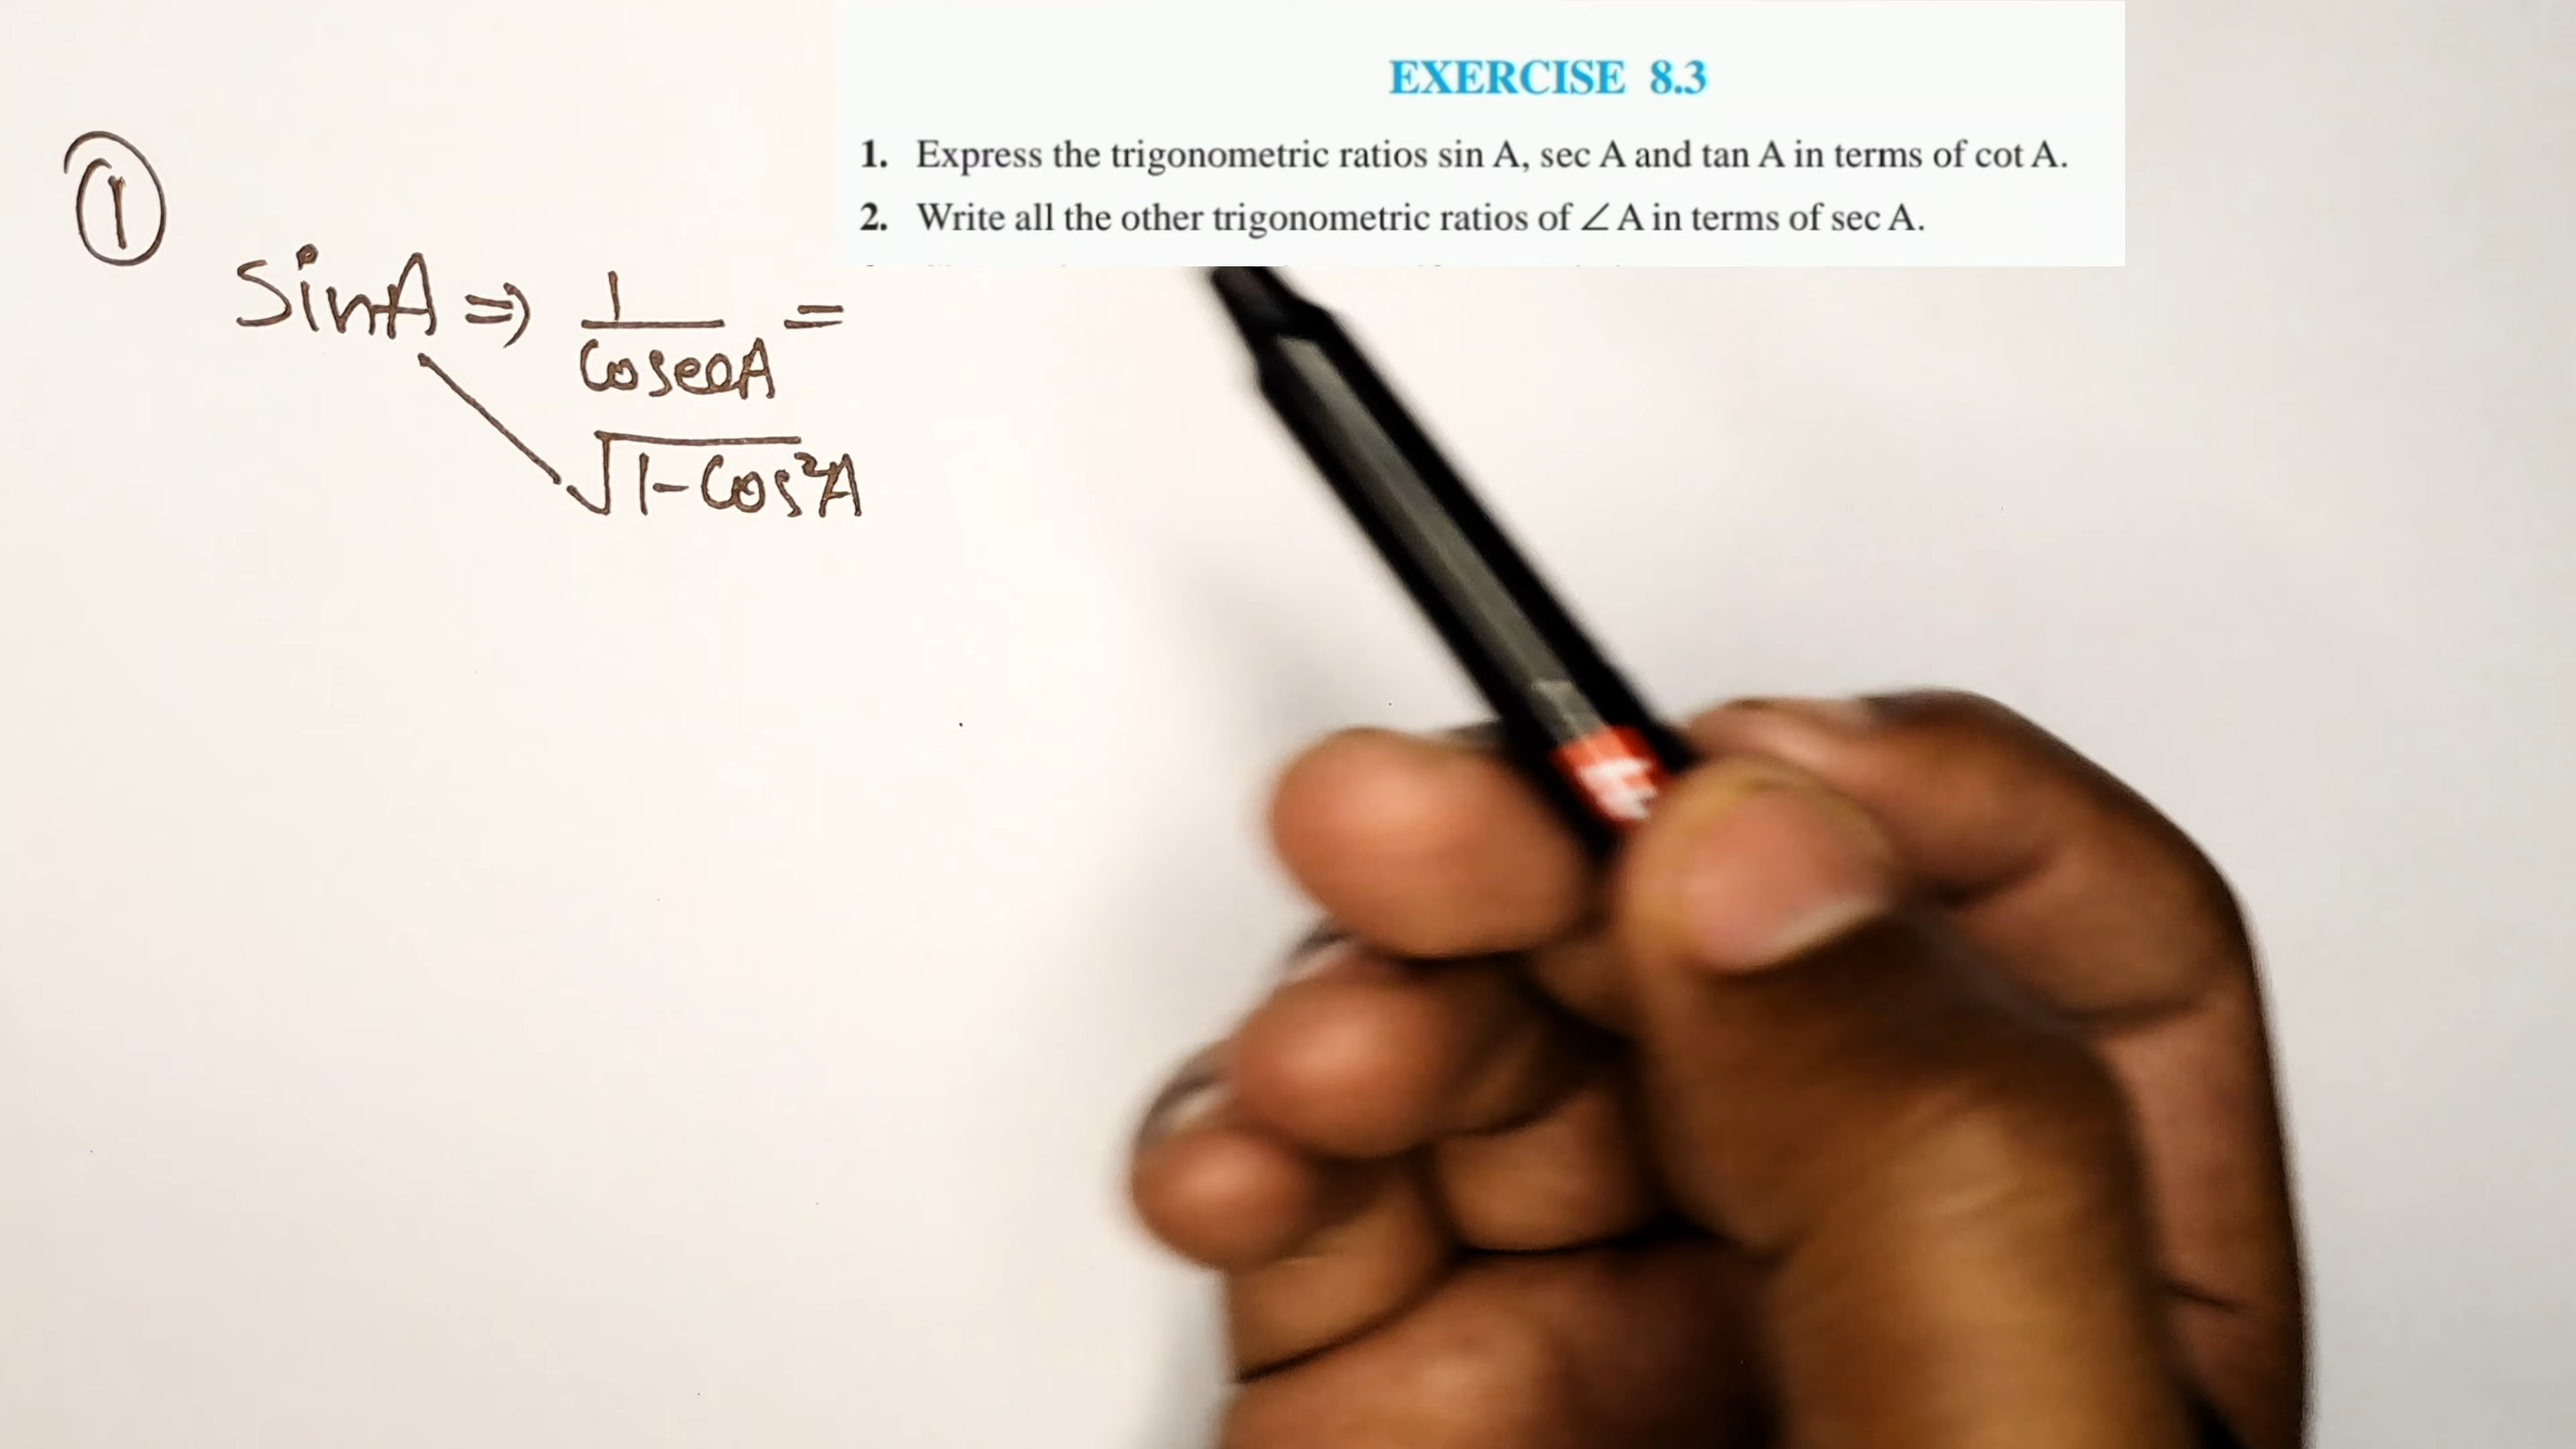 EXERCISE 8.3
1. Express the trigonometric ratios sin A, sec A and tan A in terms of cot A.
2. Write all the other trigonometric ratios of ∠A in terms of sec A.
①
SinA ⇒ 1/CosecA =
√1-Cos²A